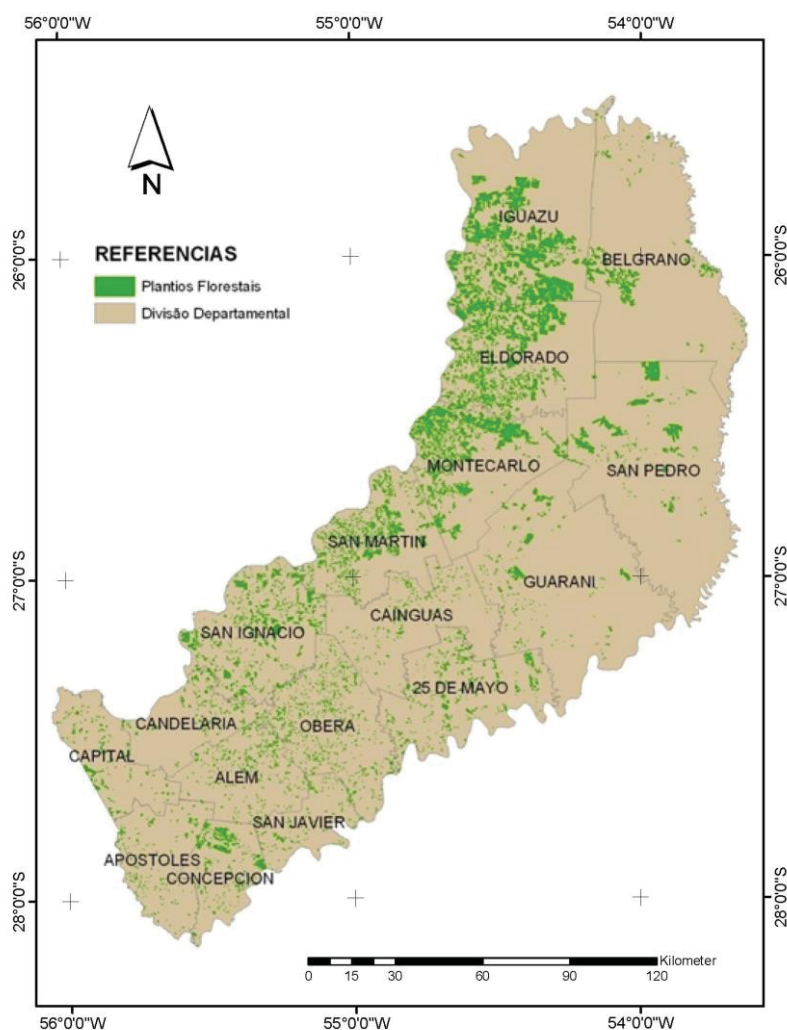 56°0'0"W 55°0'0"W 54°0'0"W
N
IGUAZU
REFERENCIAS
26°0'0"S
BELGRANO
26°0'0"S
Plantios Florestais
Divisão Departamental
ELDORADO
MONTECARLO
SAN PEDRO
SAN MARTIN
27°0'0"S
GUARANI
27°0'0"S
CAINGUAS
SAN IGNACIO
25 DE MAYO
CANDELARIA
OBERA
CAPITAL
ALEM
SAN JAVIER
APOSTOLES
CONCEPCION
28°0'0"S
28°0'0"S
Kilometer
0 15 30 60 90 120
56°0'0"W 55°0'0"W 54°0'0"W